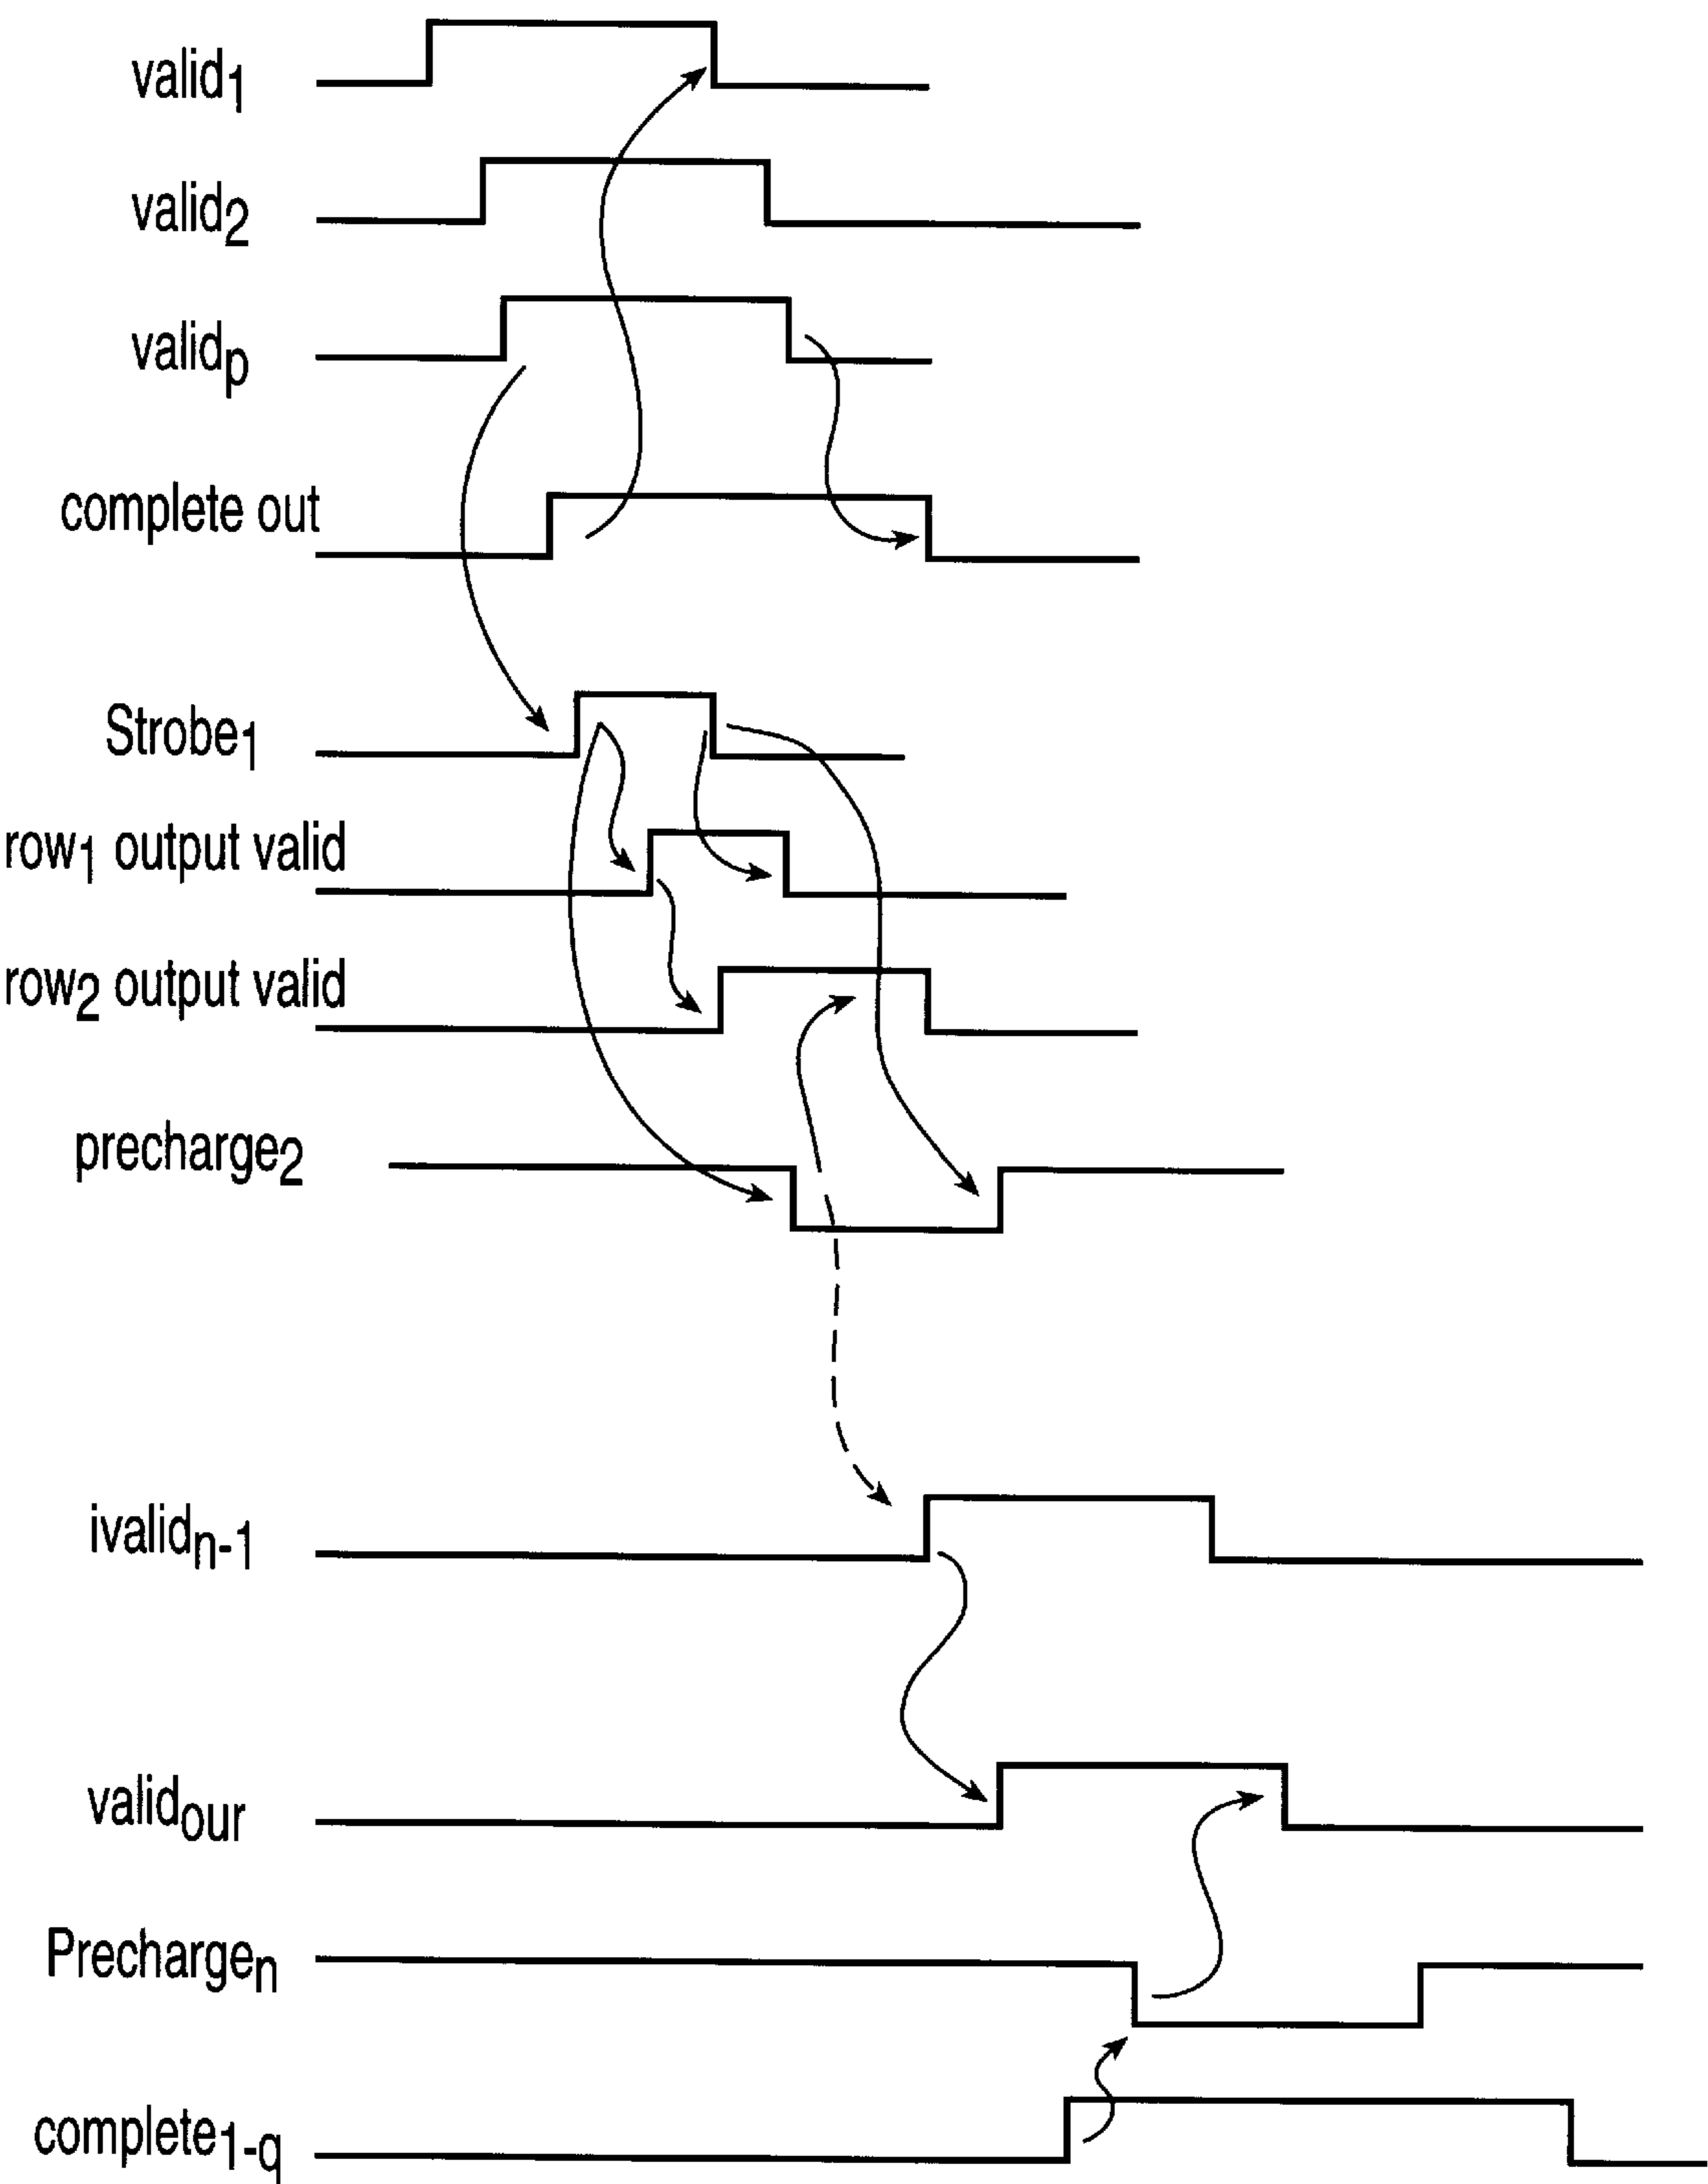 valid1
valid2
validp
complete out
Strobe1
row1 output valid
row2 output valid
precharge2
ivalidn-1
validour
Prechargen
complete1-q